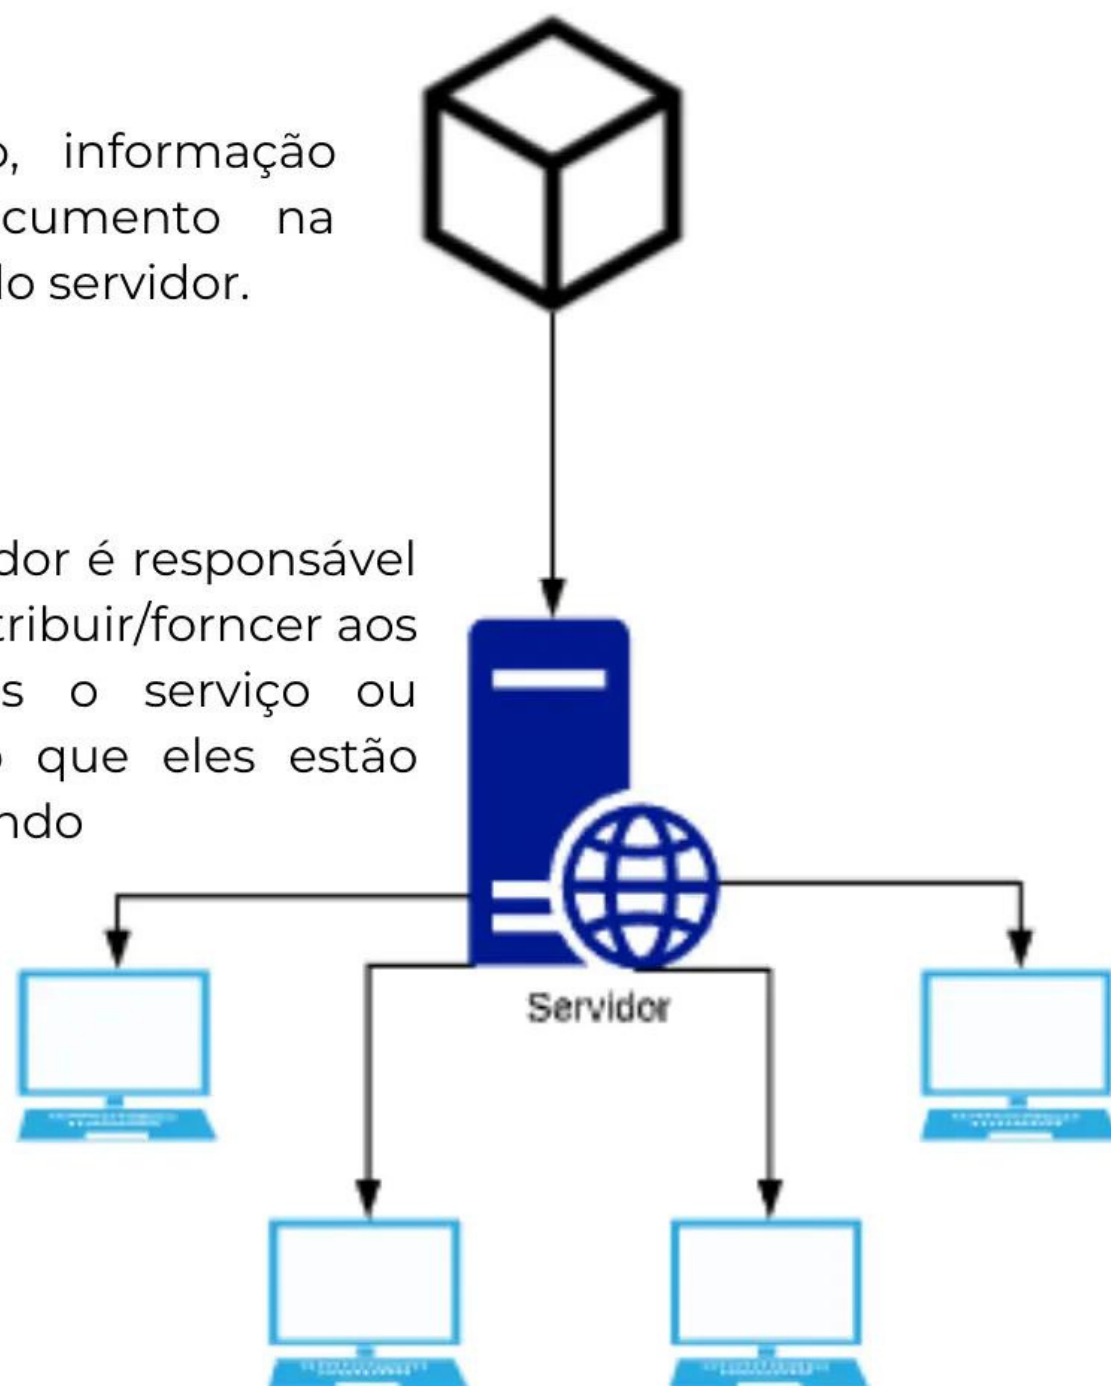 o, informação
cumento na
do servidor.
dor é responsável
tribuir/forncer aos
s o serviço ou
o que eles estão
ndo
Servidor